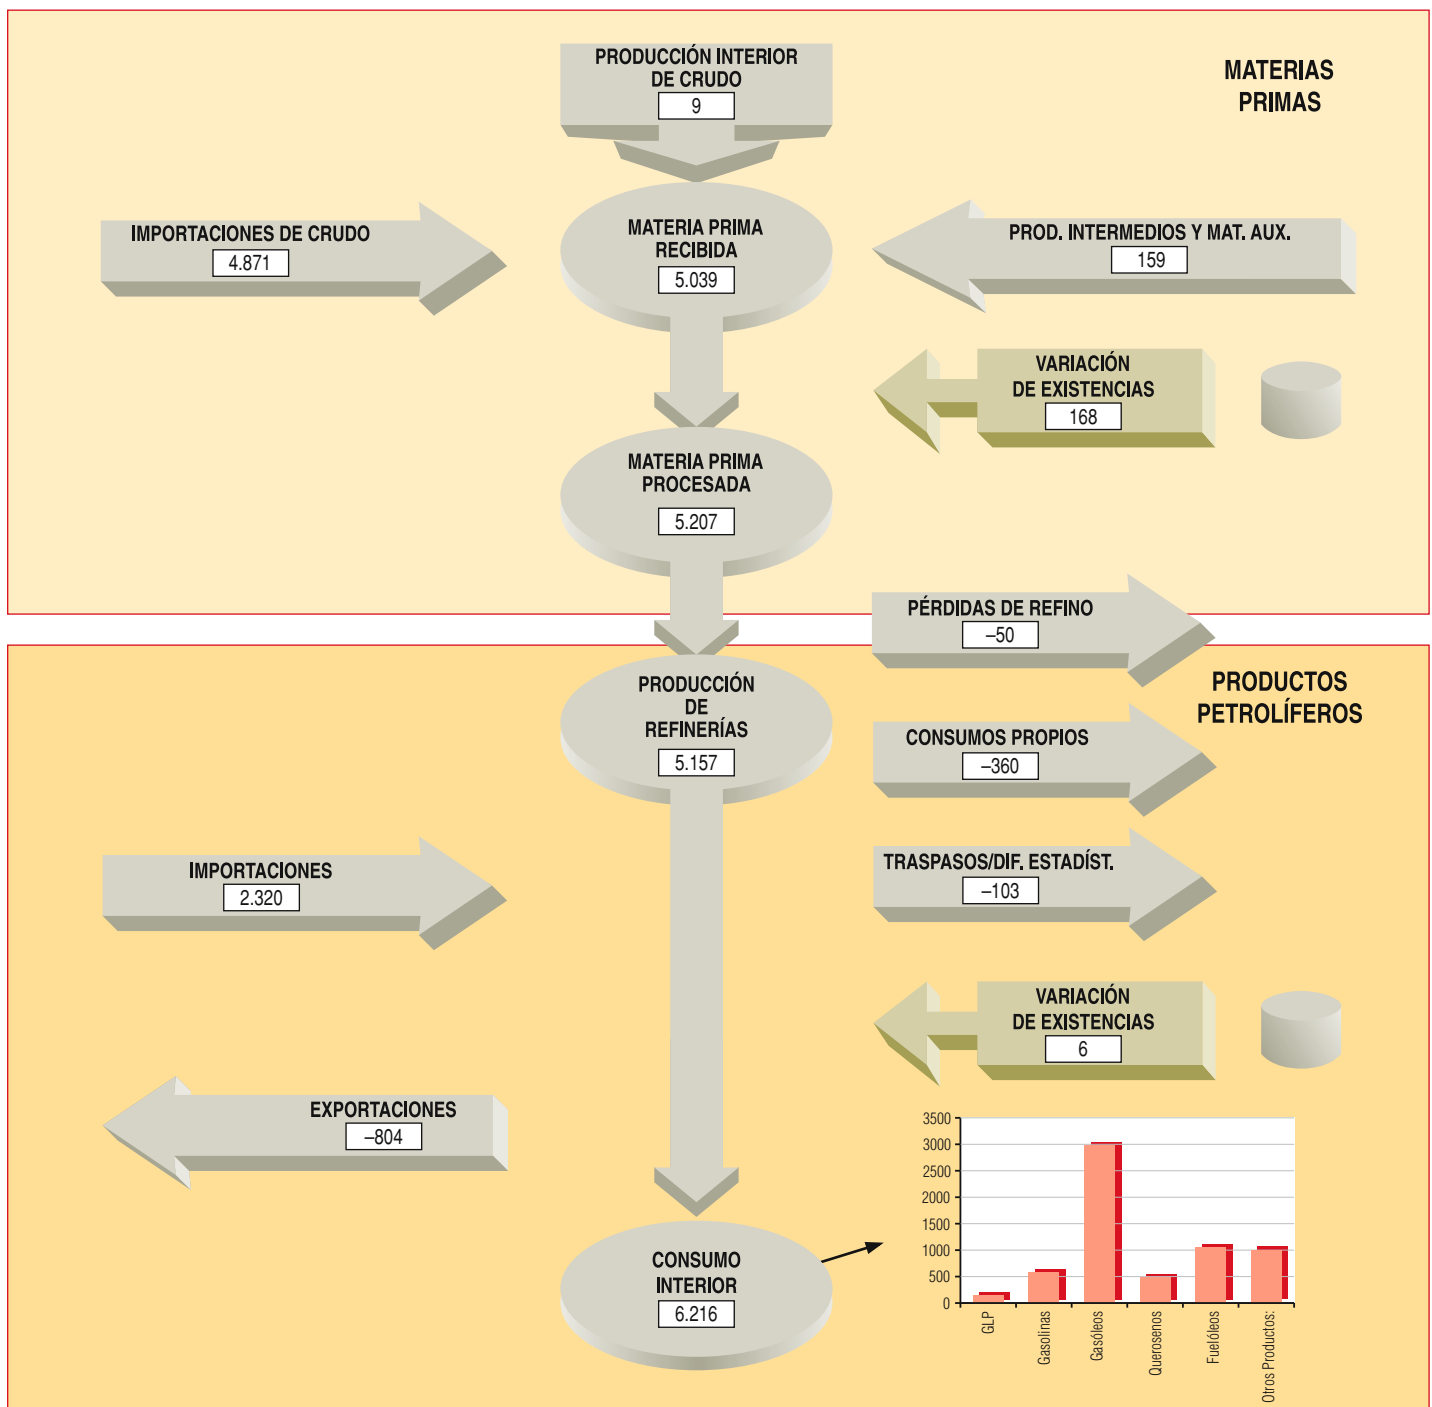 PRODUCCIÓN INTERIOR
DE CRUDO
9
MATERIAS
PRIMAS
IMPORTACIONES DE CRUDO
4.871
MATERIA PRIMA
RECIBIDA
5.039
PROD. INTERMEDIOS Y MAT. AUX.
159
VARIACIÓN
DE EXISTENCIAS
168
MATERIA PRIMA
PROCESADA
5.207
PÉRDIDAS DE REFINO
–50
PRODUCTOS
PETROLÍFEROS
PRODUCCIÓN
DE
REFINERÍAS
5.157
CONSUMOS PROPIOS
–360
IMPORTACIONES
2.320
TRASPASOS/DIF. ESTADÍST.
–103
VARIACIÓN
DE EXISTENCIAS
6
EXPORTACIONES
–804
CONSUMO
INTERIOR
6.216
3500
3000
2500
2000
1500
1000
500
0
GLP
Gasolinas
Gasóleos
Querosenos
Fuelóleos
Otros Productos: